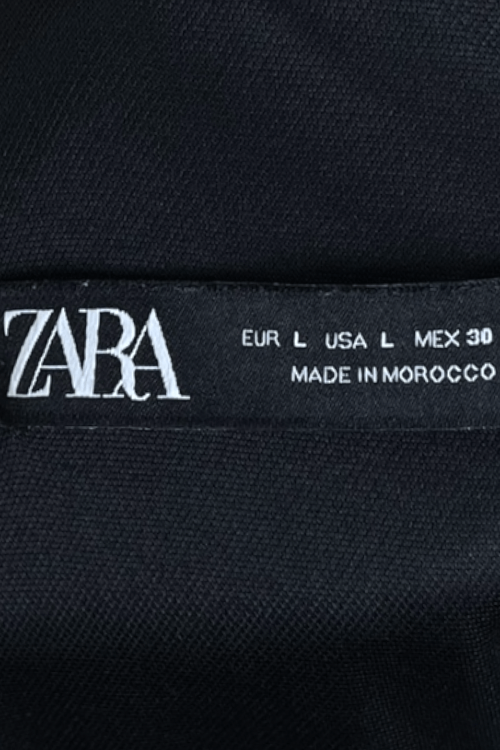 ZARA
EUR L USA L MEX 30
MADE IN MOROCCO